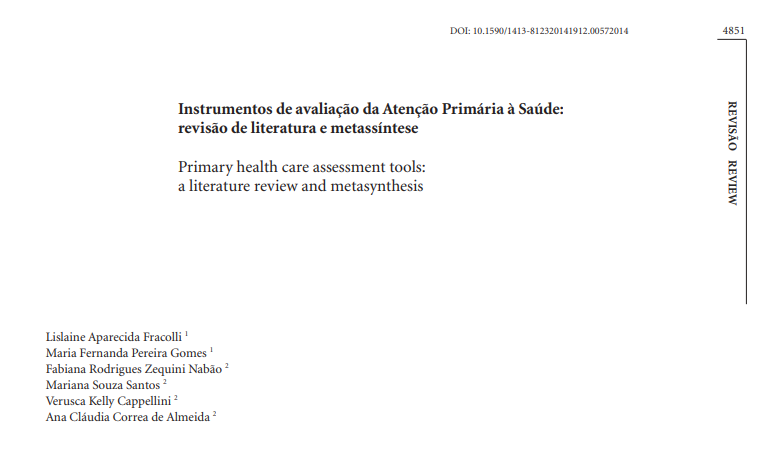 DOI: 10.1590/1413-812320141912.00572014
4851
REVISÃO REVIEW
Instrumentos de avaliação da Atenção Primária à Saúde:
revisão de literatura e metassíntese
Primary health care assessment tools:
a literature review and metasynthesis
Lislaine Aparecida Fracolli 1
Maria Fernanda Pereira Gomes 1
Fabiana Rodrigues Zequini Nabão 2
Mariana Souza Santos 2
Verusca Kelly Cappellini 2
Ana Cláudia Correa de Almeida 2